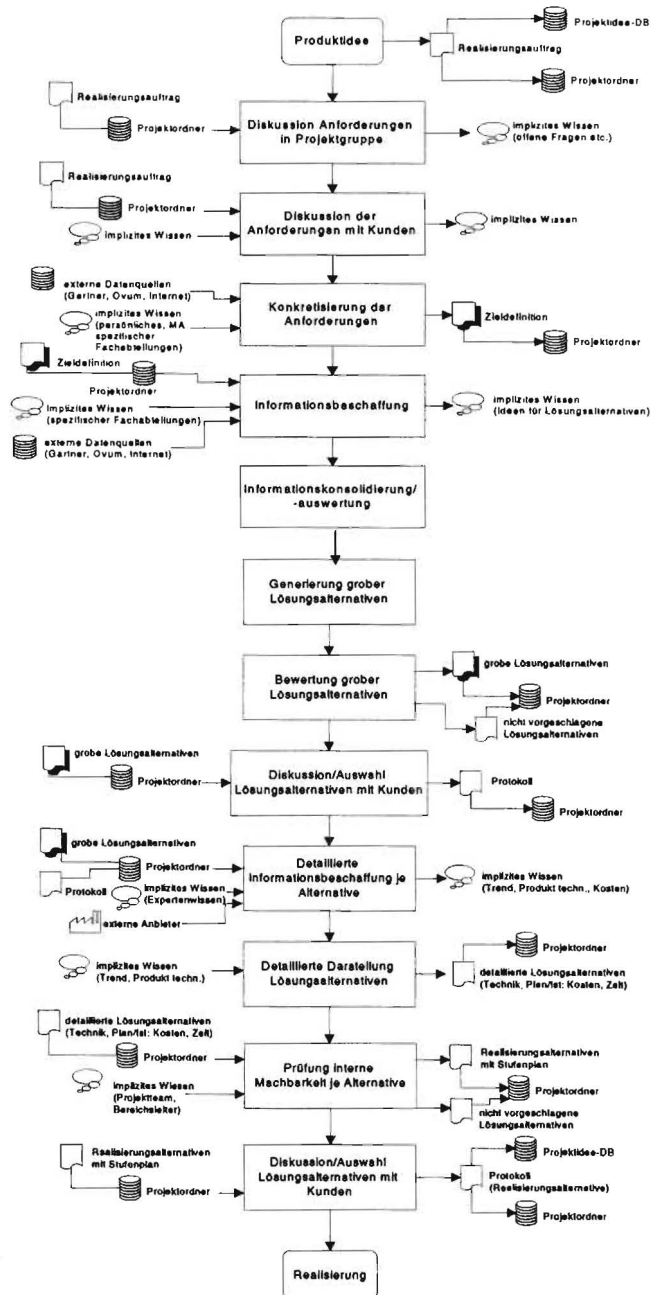 Produktidee
Projektidee-DB
Realisierungsauftrag
Projektordner
Realisierungsauftrag
Projektordner
Diskussion Anforderungen
in Projektgruppe
implizites Wissen
(offene Fragen etc.)
Realisierungsauftrag
Projektordner
implizites Wissen
Diskussion der
Anforderungen mit Kunden
implizites Wissen
externe Datenquellen
(Gartner, Ovum, Internet)
implizites Wissen
(persönliches, MA
spezifischer
Fachabteilungen)
Konkretisierung der
Anforderungen
Zieldefinition
Projektordner
Zieldefinition
Projektordner
implizites Wissen
(spezifischer Fachabteilungen)
externe Datenquellen
(Gartner, Ovum, Internet)
Informationsbeschaffung
implizites Wissen
(Ideen für Lösungsalternativen)
Informationskonsolidierung/
-auswertung
Generierung grober
Lösungsalternativen
Bewertung grober
Lösungsalternativen
grobe Lösungsalternativen
Projektordner
nicht vorgeschlagene
Lösungsalternativen
grobe Lösungsalternativen
Projektordner
Diskussion/Auswahl
Lösungsalternativen mit Kunden
Protokoll
Projektordner
grobe Lösungsalternativen
Projektordner
Protokoll
implizites Wissen
(Expertenwissen)
externe Anbieter
Detaillierte
Informationsbeschaffung je
Alternative
implizites Wissen
(Trend, Produkt techn., Kosten)
implizites Wissen
(Trend, Produkt techn.)
Detaillierte Darstellung
Lösungsalternativen
Projektordner
detaillierte Lösungsalternativen
(Technik, Plan/Ist: Kosten, Zeit)
detaillierte Lösungsalternativen
(Technik, Plan/Ist: Kosten, Zeit)
Projektordner
implizites Wissen
(Projektteam,
Bereichsleiter)
Prüfung interne
Machbarkeit je Alternative
Realisierungsalternativen
mit Stufenplan
Projektordner
nicht vorgeschlagene
Lösungsalternativen
Realisierungsalternativen
mit Stufenplan
Projektordner
Diskussion/Auswahl
Lösungsalternativen mit
Kunden
Projektidee-DB
Protokoll
(Realisierungsalternative)
Projektordner
Realisierung